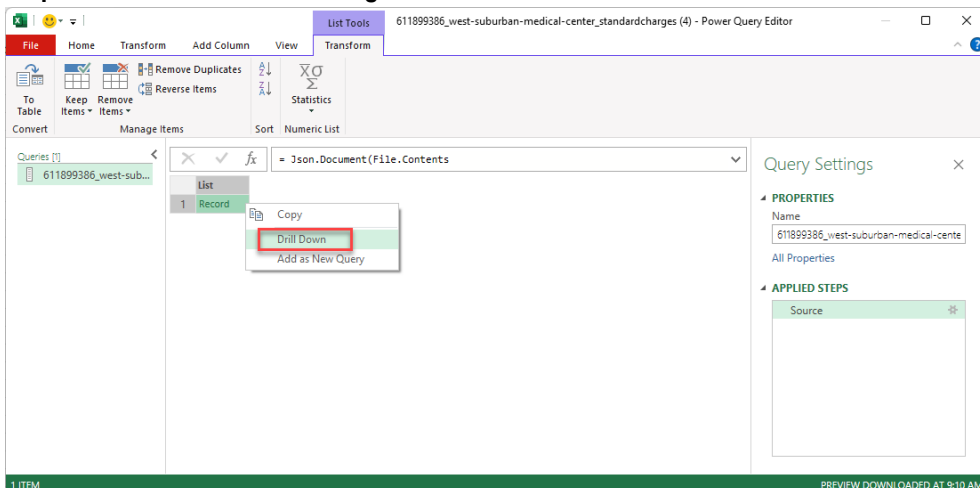 List Tools
611899386_west-suburban-medical-center_standardcharges (4) - Power Query Editor
File Home Transform Add Column View Transform
To Table
Keep Items
Remove Items
Remove Duplicates
Reverse Items
Statistics
Convert Manage Items Sort Numeric List
Queries [1]
611899386_west-sub...
fx = Json.Document(File.Contents
List
1 Record
Copy
Drill Down
Add as New Query
Query Settings
PROPERTIES
Name
611899386_west-suburban-medical-cente
All Properties
APPLIED STEPS
Source
1 ITEM
PREVIEW DOWNLOADED AT 9:10 AM